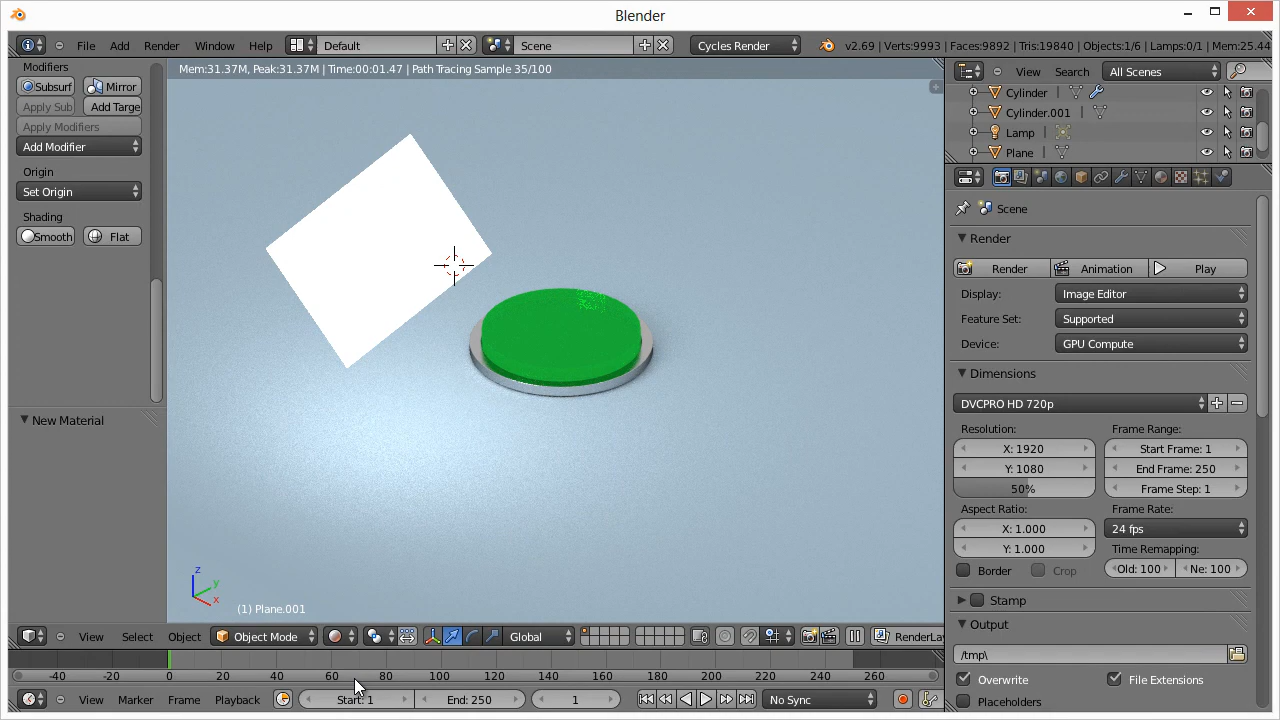 Blender
File Add Render Window Help Default Scene Cycles Render v2.69 | Verts:9993 | Faces:9892 | Tris:19840 | Objects:1/6 | Lamps:0/1 | Mem:25.44
Modifiers
Subsurf Mirror
Apply Sub Add Targe
Apply Modifiers
Add Modifier
Origin
Set Origin
Shading
Smooth Flat
New Material
Mem:31.37M, Peak:31.37M | Time:00:01.47 | Path Tracing Sample 35/100
z
y
x
(1) Plane.001
View Search All Scenes
Cylinder
Cylinder.001
Lamp
Plane
Scene
Render
Render Animation Play
Display: Image Editor
Feature Set: Supported
Device: GPU Compute
Dimensions
DVCPRO HD 720p
Resolution: Frame Range:
X: 1920 Start Frame: 1
Y: 1080 End Frame: 250
50% Frame Step: 1
Aspect Ratio: Frame Rate:
X: 1.000 24 fps
Y: 1.000 Time Remapping:
Border Crop Old: 100 Ne: 100
Stamp
Output
/tmp\
Overwrite File Extensions
Placeholders
View Select Object Object Mode Global RenderLay
-40 -20 0 20 40 60 80 100 120 140 160 180 200 220 240 260 280
View Marker Frame Playback Start: 1 End: 250 1 No Sync